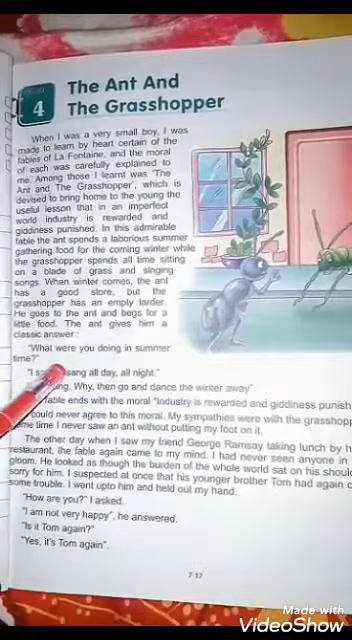 4
The Ant And
The Grasshopper
When I was a very small boy, I was
made to learn by heart certain of the
fables of La Fontaine, and the moral
of each was carefully explained to
me. Among those I learnt was 'The
Ant and The Grasshopper', which is
devised to bring home to the young the
useful lesson that in an imperfect
world industry is rewarded and
giddiness punished. In this admirable
fable the ant spends a laborious summer
gathering food for the coming winter while
the grasshopper spends all time sitting
on a blade of grass and singing
songs. When winter comes, the ant
has a good store, but the
grasshopper has an empty larder.
He goes to the ant and begs for a
little food. The ant gives him a
classic answer:
"What were you doing in summer
time?"
"I sang all day, all night."
Why, then go and dance the winter away".
fable ends with the moral "Industry is rewarded and giddiness punish
could never agree to this moral. My sympathies were with the grasshopp
time I never saw an ant without putting my foot on it.
The other day when I saw my friend George Ramsay taking lunch by h
restaurant, the fable again came to my mind. I had never seen anyone in
gloom. He looked as though the burden of the whole world sat on his shoul
sorry for him. I suspected at once that his younger brother Tom had again c
some trouble. I went upto him and held out my hand.
"How are you?" I asked.
"I am not very happy", he answered.
"Is it Tom again?"
"Yes, it's Tom again".
7-17
Made with
VideoShow